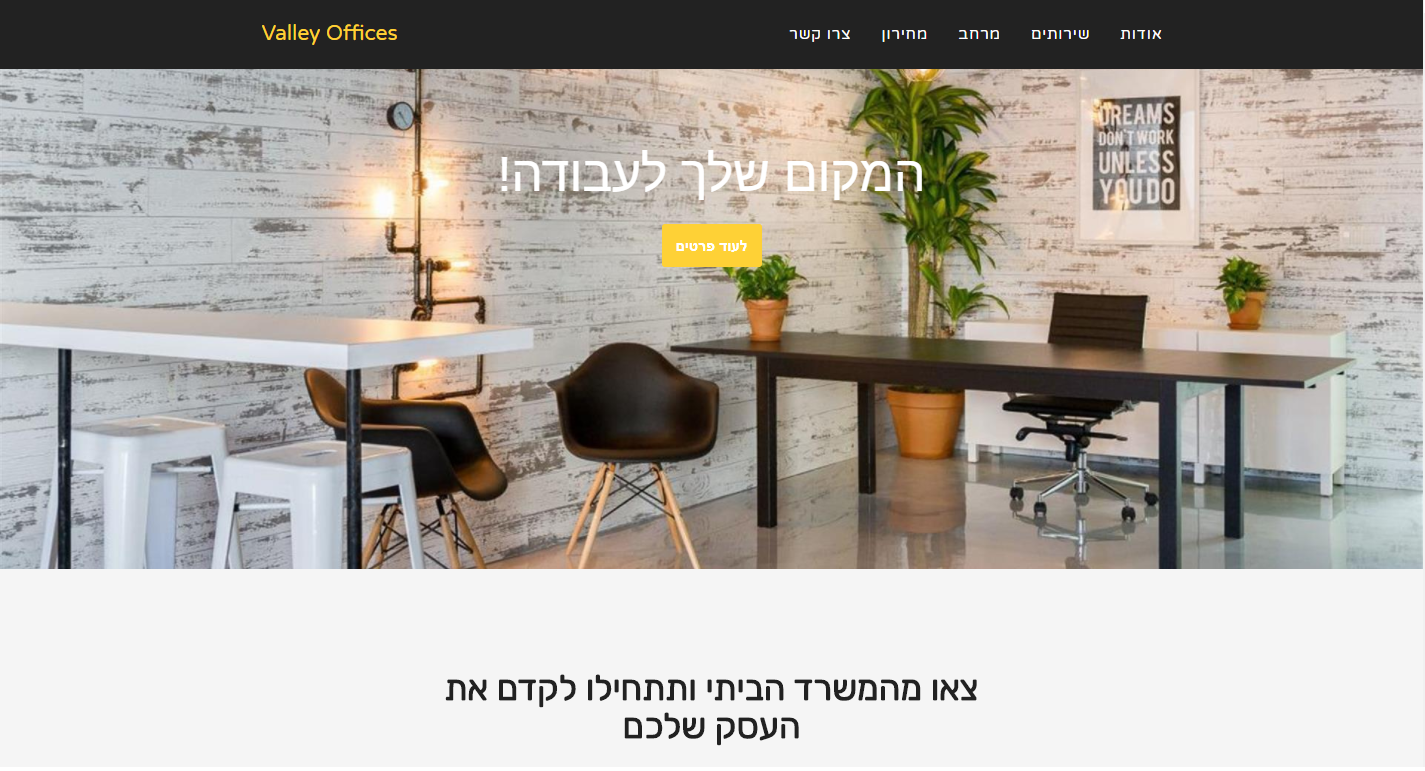 Valley Offices
אודות שירותים מרחב מחירון צרו קשר
DREAMS
DON'T WORK
UNLESS
YOU DO
המקום שלך לעבודה!
לעוד פרטים
צאו מהמשרד הביתי ותתחילו לקדם את
העסק שלכם